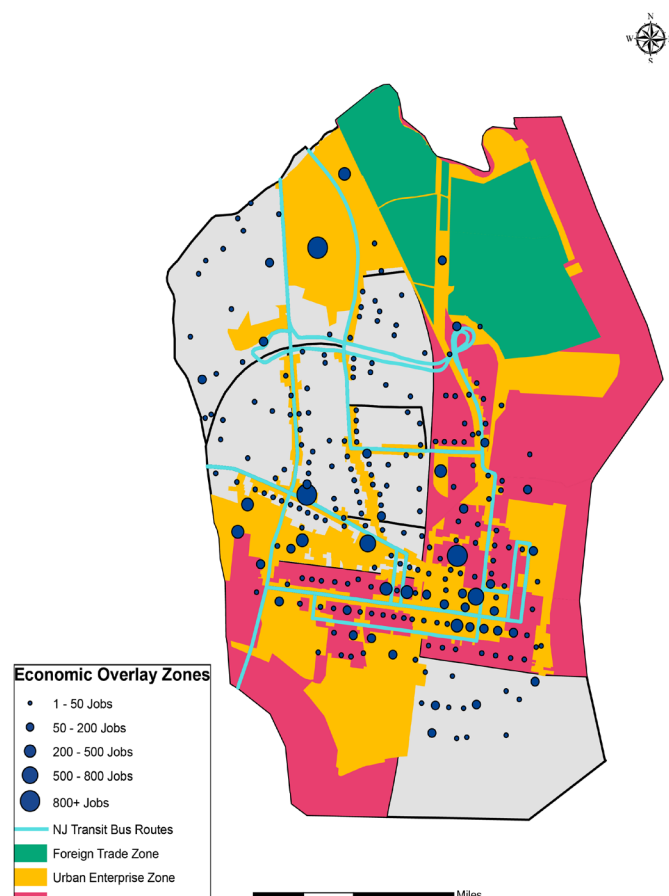 N
W
S
Economic Overlay Zones
1 - 50 Jobs
50 - 200 Jobs
200 - 500 Jobs
500 - 800 Jobs
800+ Jobs
NJ Transit Bus Routes
Foreign Trade Zone
Urban Enterprise Zone
Miles